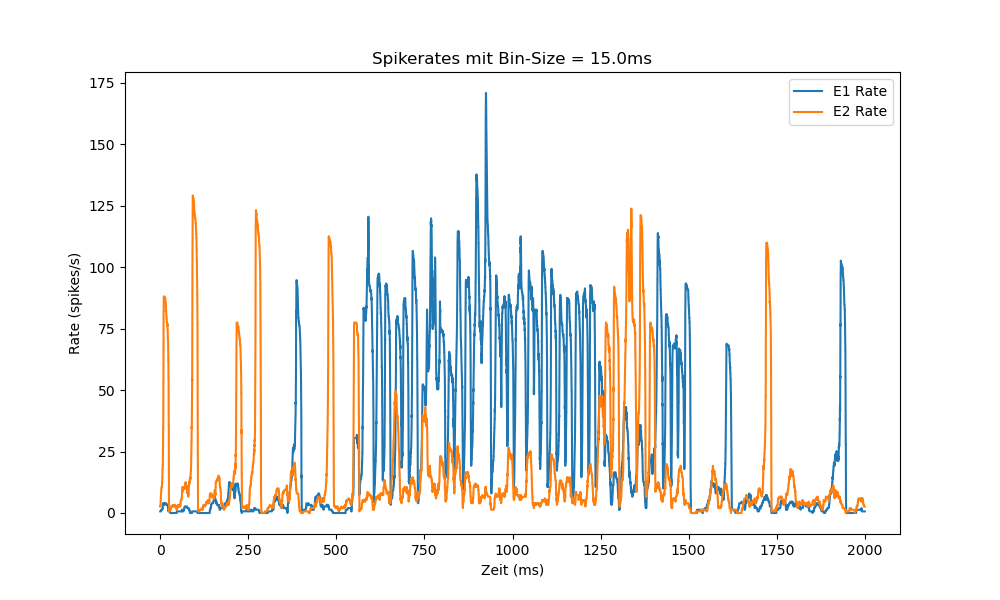 Spikerates mit Bin-Size = 15.0ms
E1 Rate
E2 Rate
175
150
125
100
75
50
25
0
Rate (spikes/s)
0 250 500 750 1000 1250 1500 1750 2000
Zeit (ms)